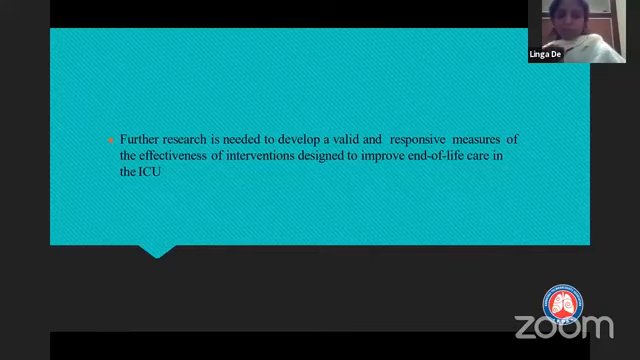 Linga De
Further research is needed to develop a valid and responsive measures of
the effectiveness of interventions designed to improve end-of-life care in
the ICU
zoom